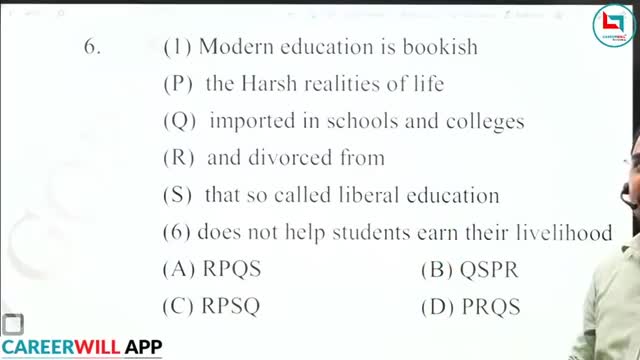 6. (1) Modern education is bookish
(P) the Harsh realities of life
(Q) imported in schools and colleges
(R) and divorced from
(S) that so called liberal education
(6) does not help students earn their livelihood
(A) RPQS (B) QSPR
(C) RPSQ (D) PRQS
CAREERWILL APP